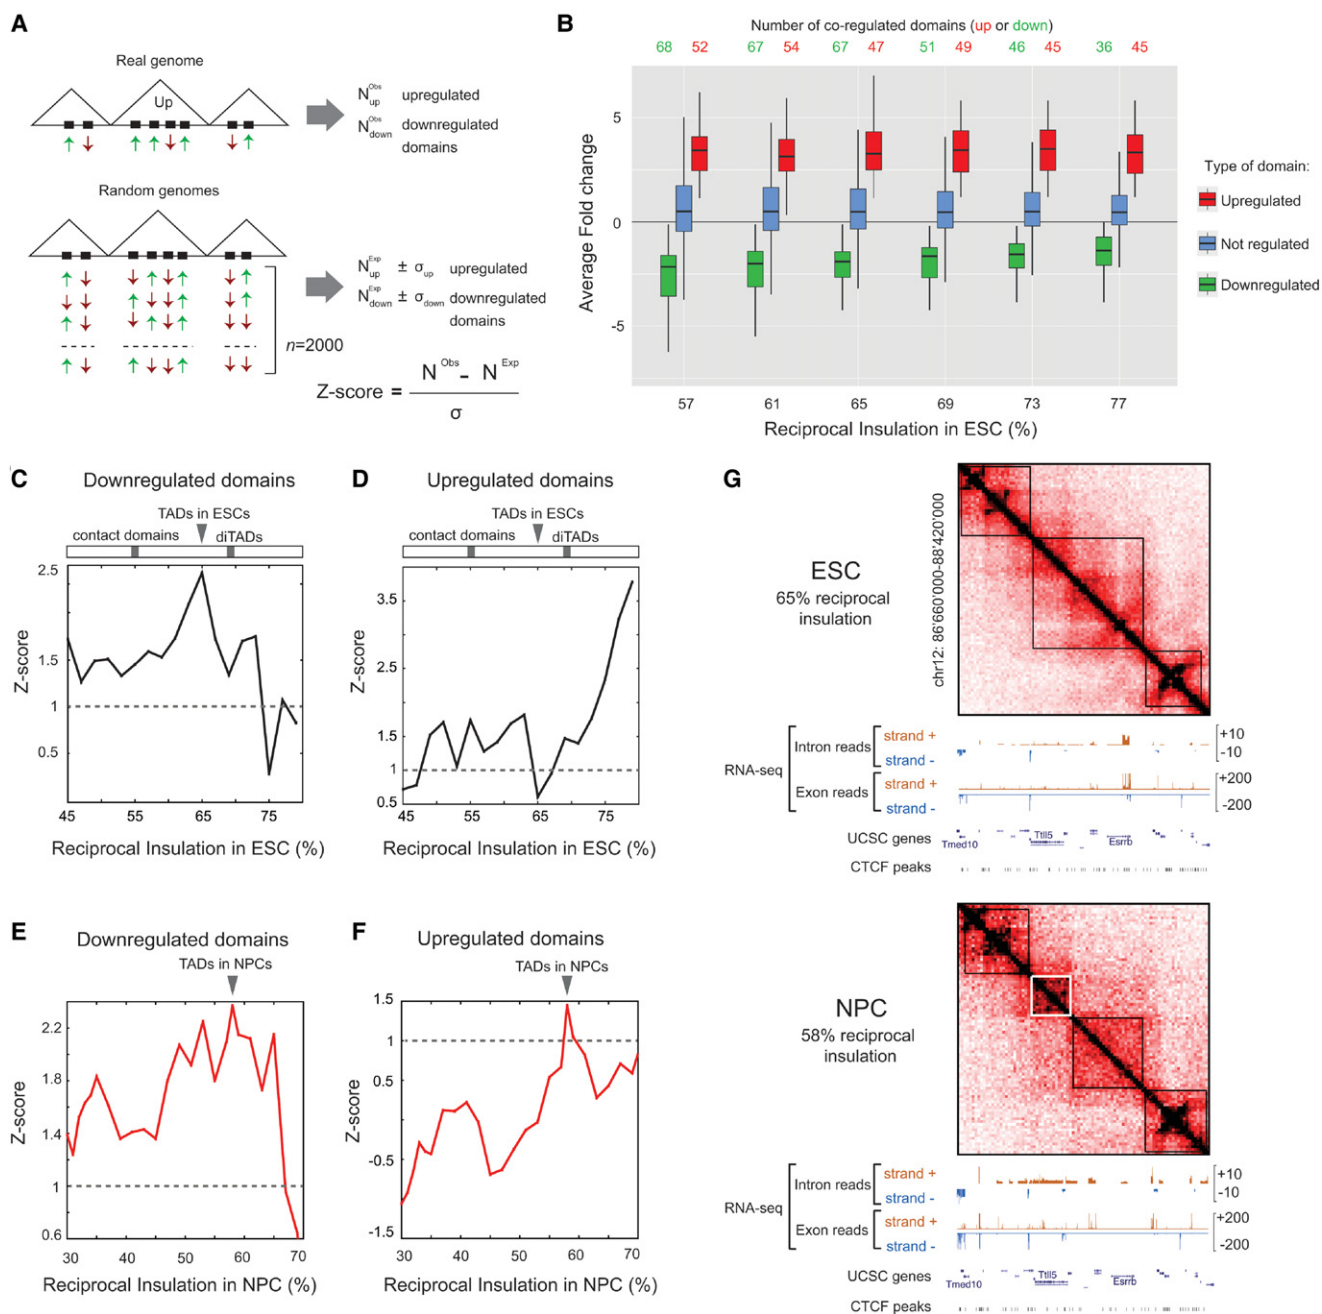 A
Real genome
Up
N Obs up upregulated
N Obs down downregulated
domains
Random genomes
N Exp up ± σ up upregulated
N Exp down ± σ down downregulated
domains
n=2000
Z-score = N Obs - N Exp
σ
B
Number of co-regulated domains (up or down)
68 52 67 54 67 47 51 49 46 45 36 45
Average Fold change
5
0
-5
57 61 65 69 73 77
Reciprocal Insulation in ESC (%)
Type of domain:
Upregulated
Not regulated
Downregulated
C
Downregulated domains
TADs in ESCs
contact domains diTADs
Z-score
2.5
1.5
1
0.5
45 55 65 75
Reciprocal Insulation in ESC (%)
D
Upregulated domains
TADs in ESCs
contact domains diTADs
Z-score
3.5
2.5
1.5
1
0.5
45 55 65 75
Reciprocal Insulation in ESC (%)
E
Downregulated domains
TADs in NPCs
Z-score
2.2
1.8
1.4
1
0.6
30 40 50 60 70
Reciprocal Insulation in NPC (%)
F
Upregulated domains
TADs in NPCs
Z-score
1.5
1
0.5
-0.5
-1.5
30 40 50 60 70
Reciprocal Insulation in NPC (%)
G
ESC
65% reciprocal
insulation
chr12: 86'660'000-88'420'000
RNA-seq
Intron reads
strand +
strand -
+10
-10
Exon reads
strand +
strand -
+200
-200
UCSC genes
Tmed10
Ttll5
Esrrb
CTCF peaks
NPC
58% reciprocal
insulation
RNA-seq
Intron reads
strand +
strand -
+10
-10
Exon reads
strand +
strand -
+200
-200
UCSC genes
Tmed10
Ttll5
Esrrb
CTCF peaks